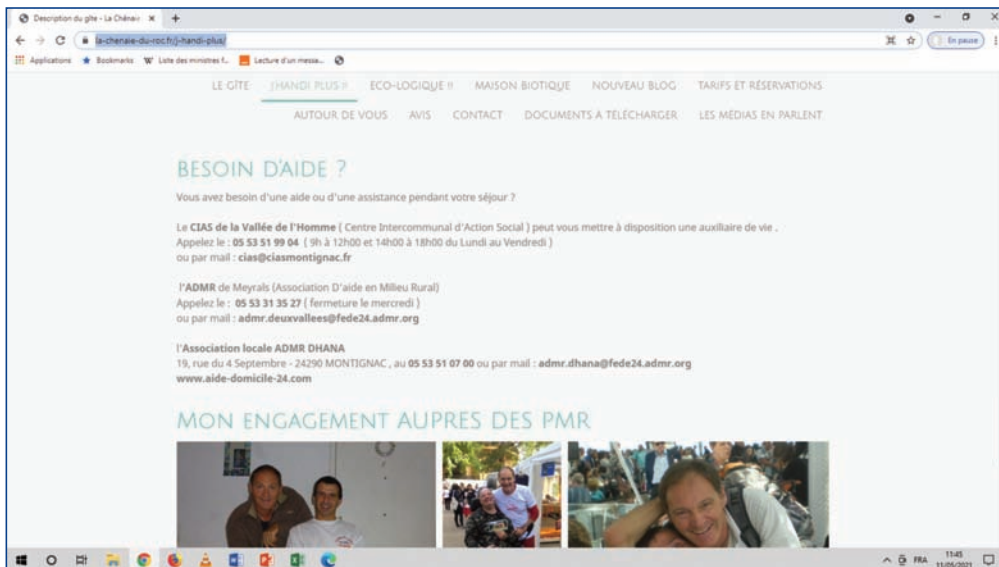 Description du gîte - La Chênaie
la-chenaie-du-roc.fr/j-handi-plus/
En pause
Applications
Bookmarks
Liste des ministres f...
Lecture d'un messa...
LE GÎTE
J'HANDI PLUS !!
ECO-LOGIQUE !!
MAISON BIOTIQUE
NOUVEAU BLOG
TARIFS ET RÉSERVATIONS
AUTOUR DE VOUS
AVIS
CONTACT
DOCUMENTS A TÉLÉCHARGER
LES MÉDIAS EN PARLENT
BESOIN D'AIDE ?
Vous avez besoin d'une aide ou d'une assistance pendant votre séjour ?
Le CIAS de la Vallée de l'Homme ( Centre Intercommunal d'Action Social ) peut vous mettre à disposition une auxiliaire de vie .
Appelez le : 05 53 51 99 04 ( 9h à 12h00 et 14h00 à 18h00 du Lundi au Vendredi )
ou par mail : cias@ciasmontignac.fr
l'ADMR de Meyrals (Association D'aide en Milieu Rural)
Appelez le : 05 53 31 35 27 ( fermeture le mercredi )
ou par mail : admr.deuxvallees@fede24.admr.org
l'Association locale ADMR DHANA
19, rue du 4 Septembre - 24290 MONTIGNAC , au 05 53 51 07 00 ou par mail : admr.dhana@fede24.admr.org
www.aide-domicile-24.com
MON ENGAGEMENT AUPRES DES PMR
FRA
11:45
11/05/2021